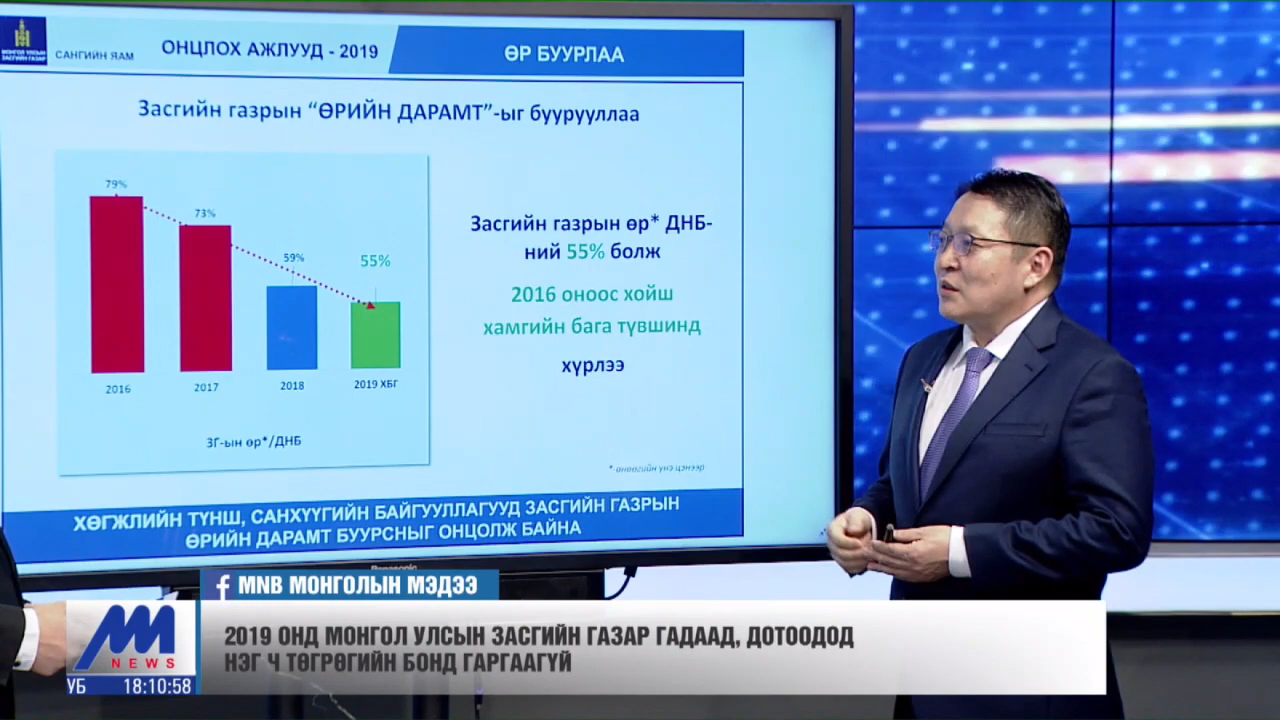 МОНГОЛ УЛСЫН
ЗАСГИЙН ГАЗАР
САНГИЙН ЯАМ
ОНЦЛОХ АЖЛУУД - 2019
ӨР БУУРЛАА
Засгийн газрын “ӨРИЙН ДАРАМТ”-ыг буурууллаа
79%
73%
59%
55%
2016
2017
2018
2019 ХБГ
ЗГ-ын өр*/ДНБ
Засгийн газрын өр* ДНБ-
ний 55% болж
2016 оноос хойш
хамгийн бага түвшинд
хүрлээ
* өнөөгийн үнэ цэнээр
ХӨГЖЛИЙН ТҮНШ, САНХҮҮГИЙН БАЙГУУЛЛАГУУД ЗАСГИЙН ГАЗРЫН
ӨРИЙН ДАРАМТ БУУРСНЫГ ОНЦОЛЖ БАЙНА
Panasonic
f MNB МОНГОЛЫН МЭДЭЭ
2019 ОНД МОНГОЛ УЛСЫН ЗАСГИЙН ГАЗАР ГАДААД, ДОТООДОД
НЭГ Ч ТӨГРӨГИЙН БОНД ГАРГААГҮЙ
M
NEWS
УБ 18:10:58